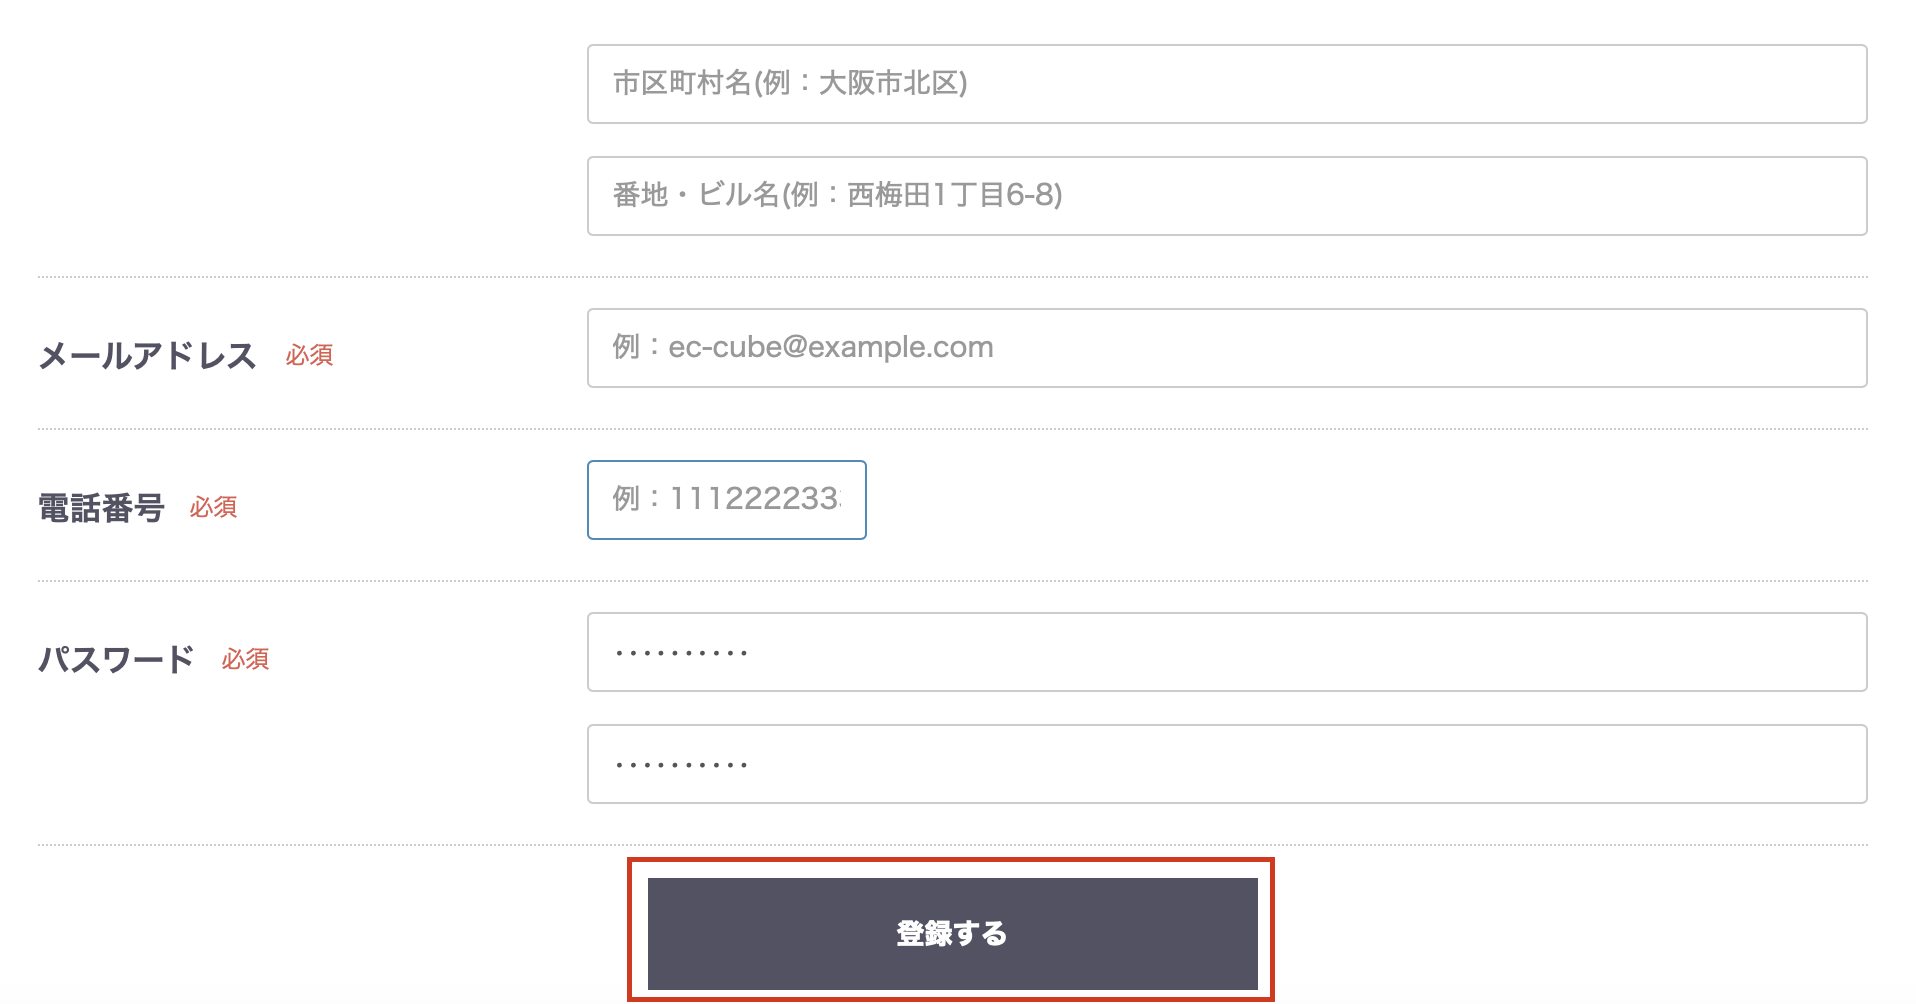 市区町村名(例：大阪市北区)
番地・ビル名(例：西梅田1丁目6-8)
メールアドレス 必須
例：ec-cube@example.com
電話番号 必須
例：111222233
パスワード 必須
••••••••••
••••••••••
登録する